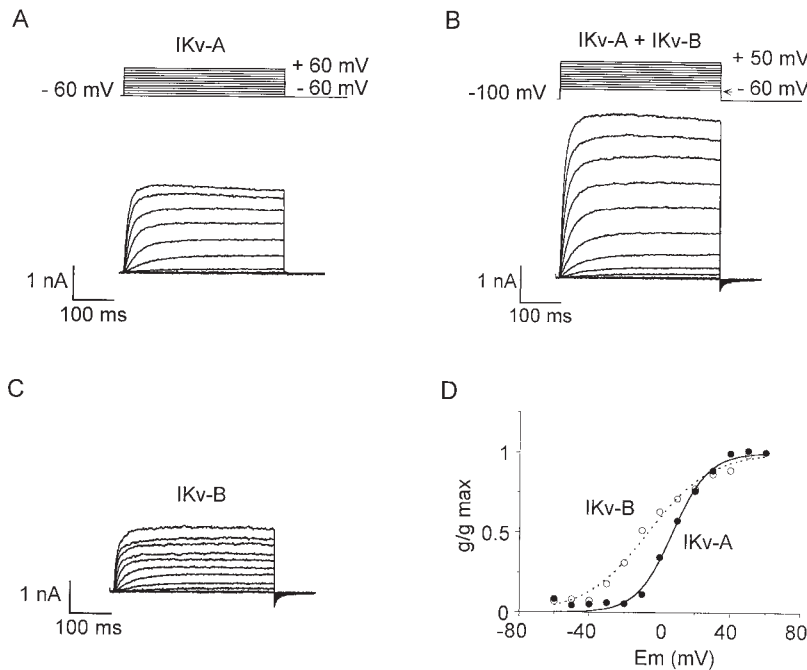 A
IKv-A
+ 60 mV
- 60 mV
- 60 mV
1 nA
100 ms
B
IKv-A + IKv-B
+ 50 mV
-100 mV
- 60 mV
1 nA
100 ms
C
IKv-B
1 nA
100 ms
D
1
0.5
0
g/g max
IKv-B
IKv-A
-80
-40
0
40
80
Em (mV)